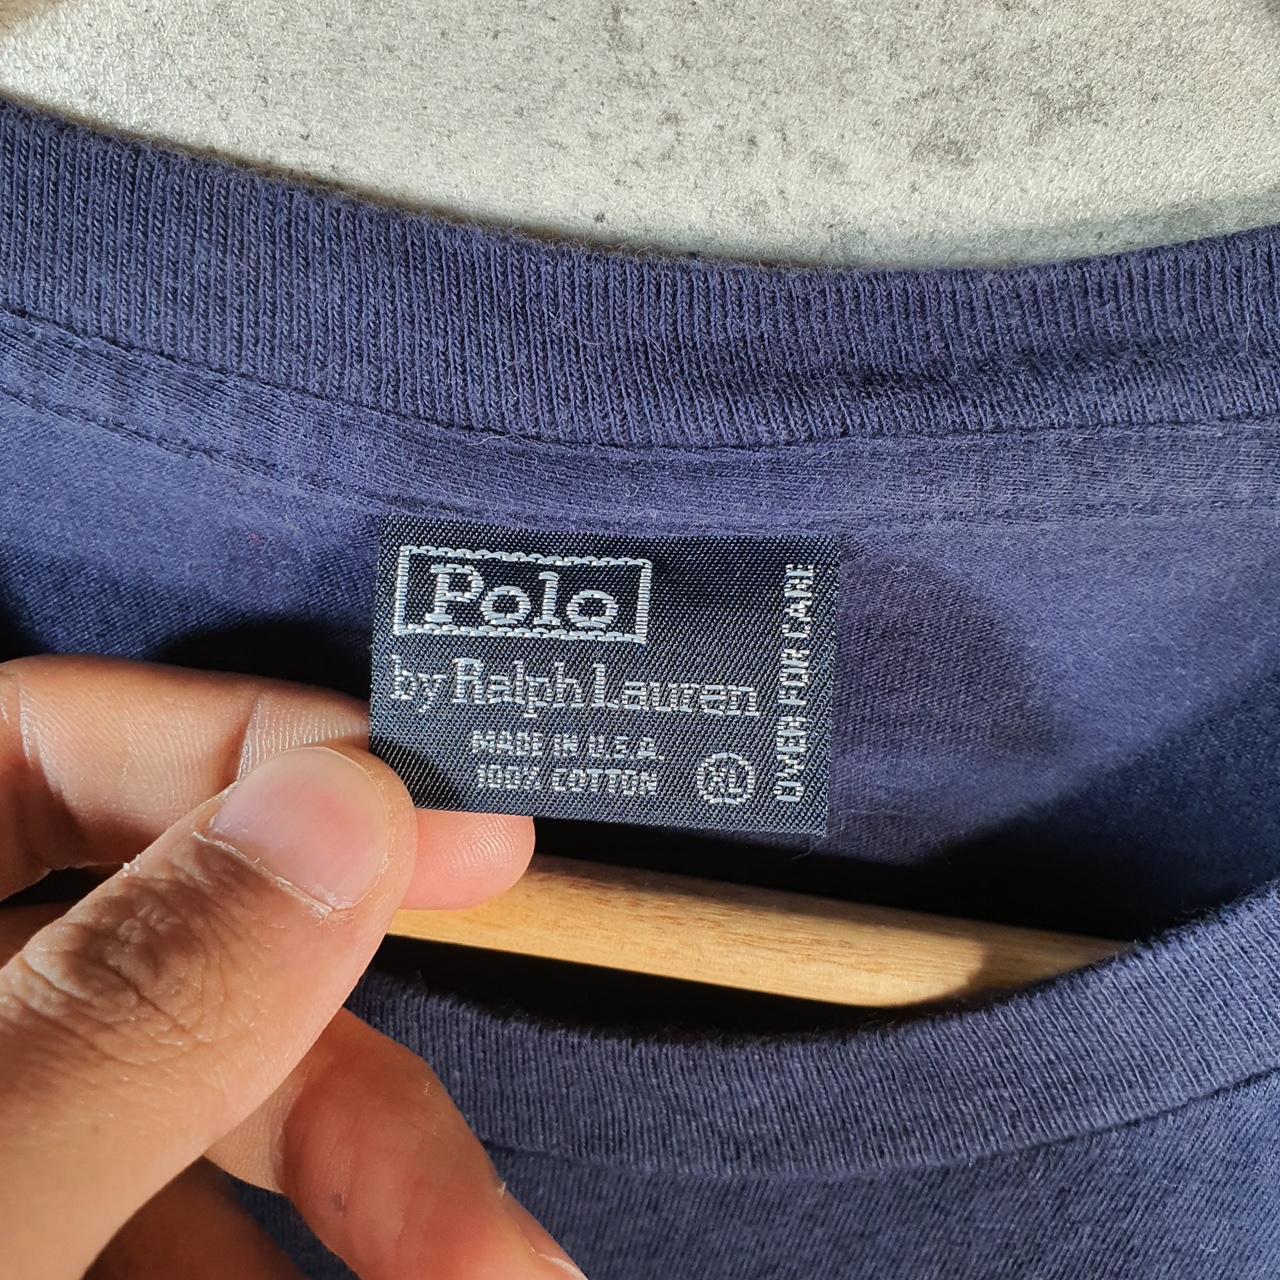 Polo
by Ralph Lauren
MADE IN U.S.A.
100% COTTON
XL
OVER FOR CARE